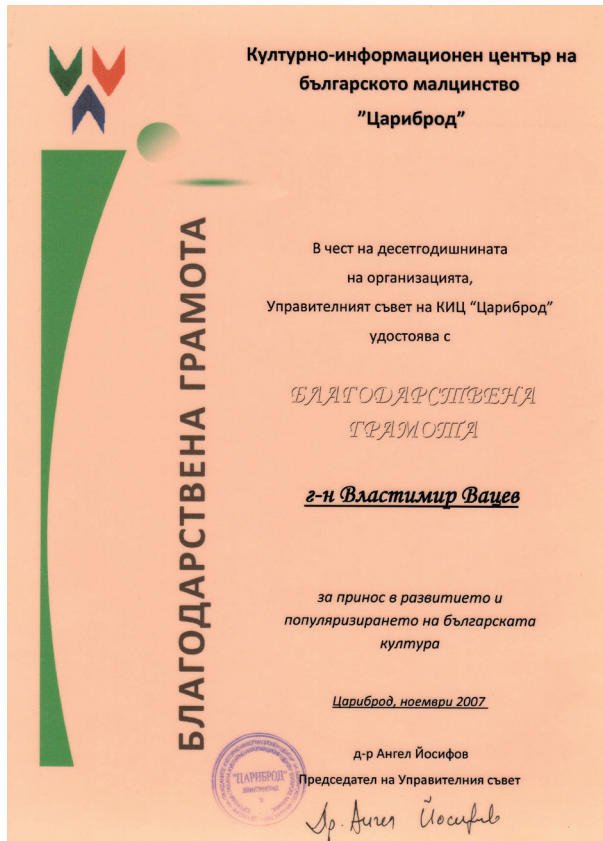 Културно-информационен център на
българското малцинство
”Цариброд”
БЛАГОДАРСТВЕНА ГРАМОТА
В чест на десетгодишнината
на организацията,
Управителният съвет на КИЦ “Цариброд”
удостоява с
БЛАГОДАРСТВЕНА
ГРАМОТА
г-н Властимир Вацев
за принос в развитието и
популяризирането на българската
култура
Цариброд, ноември 2007
д-р Ангел Йосифов
Председател на Управителния съвет
"ЦАРИБРОД"
Др. Ангел Йосифов